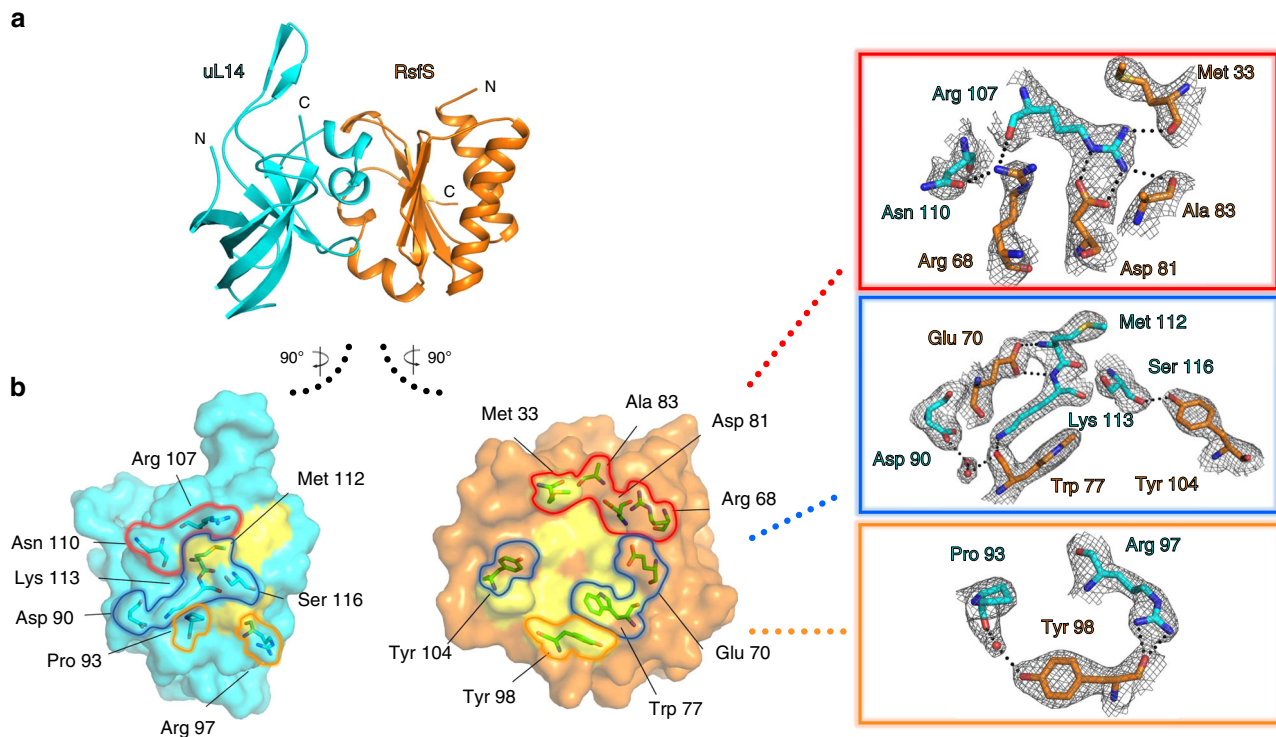 a
uL14
RsfS
N
C
N
C
90°
90°
b
Arg 107
Met 112
Asn 110
Lys 113
Asp 90
Ser 116
Pro 93
Arg 97
Met 33
Ala 83
Asp 81
Arg 68
Tyr 104
Glu 70
Tyr 98
Trp 77
Met 33
Arg 107
Asn 110
Ala 83
Arg 68
Asp 81
Met 112
Glu 70
Ser 116
Lys 113
Asp 90
Trp 77
Tyr 104
Pro 93
Arg 97
Tyr 98